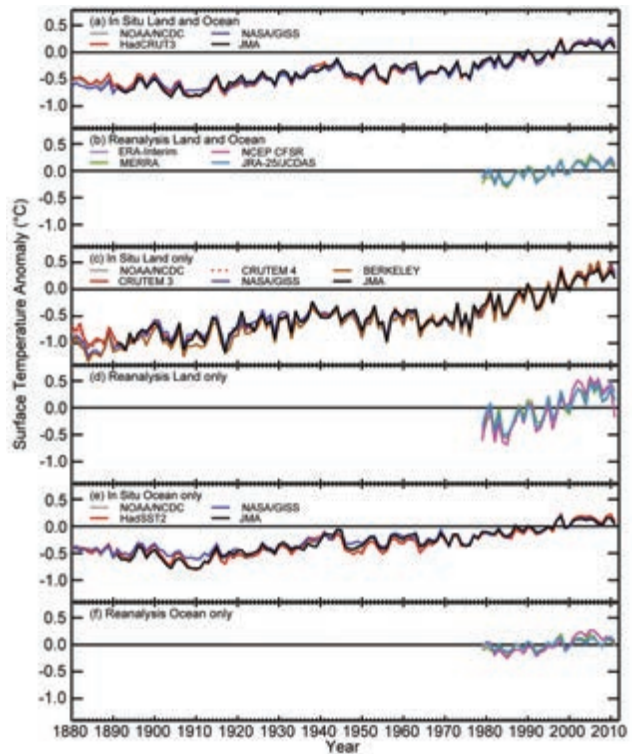 (a) In Situ Land and Ocean
NOAA/NCDC NASA/GISS
HadCRUT3 JMA
0.5
0.0
-0.5
-1.0
(b) Reanalysis Land and Ocean
ERA-Interim NCEP CFSR
MERRA JRA-25/JCDAS
0.5
0.0
-0.5
-1.0
(c) In Situ Land only
NOAA/NCDC CRUTEM 4 BERKELEY
CRUTEM 3 NASA/GISS JMA
0.5
0.0
-0.5
-1.0
(d) Reanalysis Land only
0.5
0.0
-0.5
-1.0
(e) In Situ Ocean only
NOAA/NCDC NASA/GISS
HadSST2 JMA
0.5
0.0
-0.5
-1.0
(f) Reanalysis Ocean only
0.5
0.0
-0.5
-1.0
Surface Temperature Anomaly (°C)
1880 1890 1900 1910 1920 1930 1940 1950 1960 1970 1980 1990 2000 2010
Year